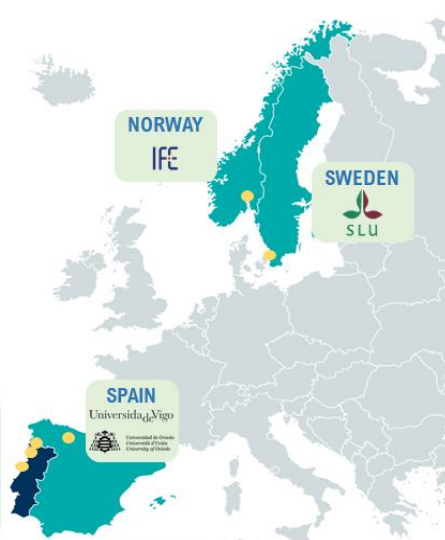 NORWAY
IFE
SWEDEN
SLU
SPAIN
Universidade Vigo
Universidad de Oviedo
Universidá d'Uviéu
University of Oviedo